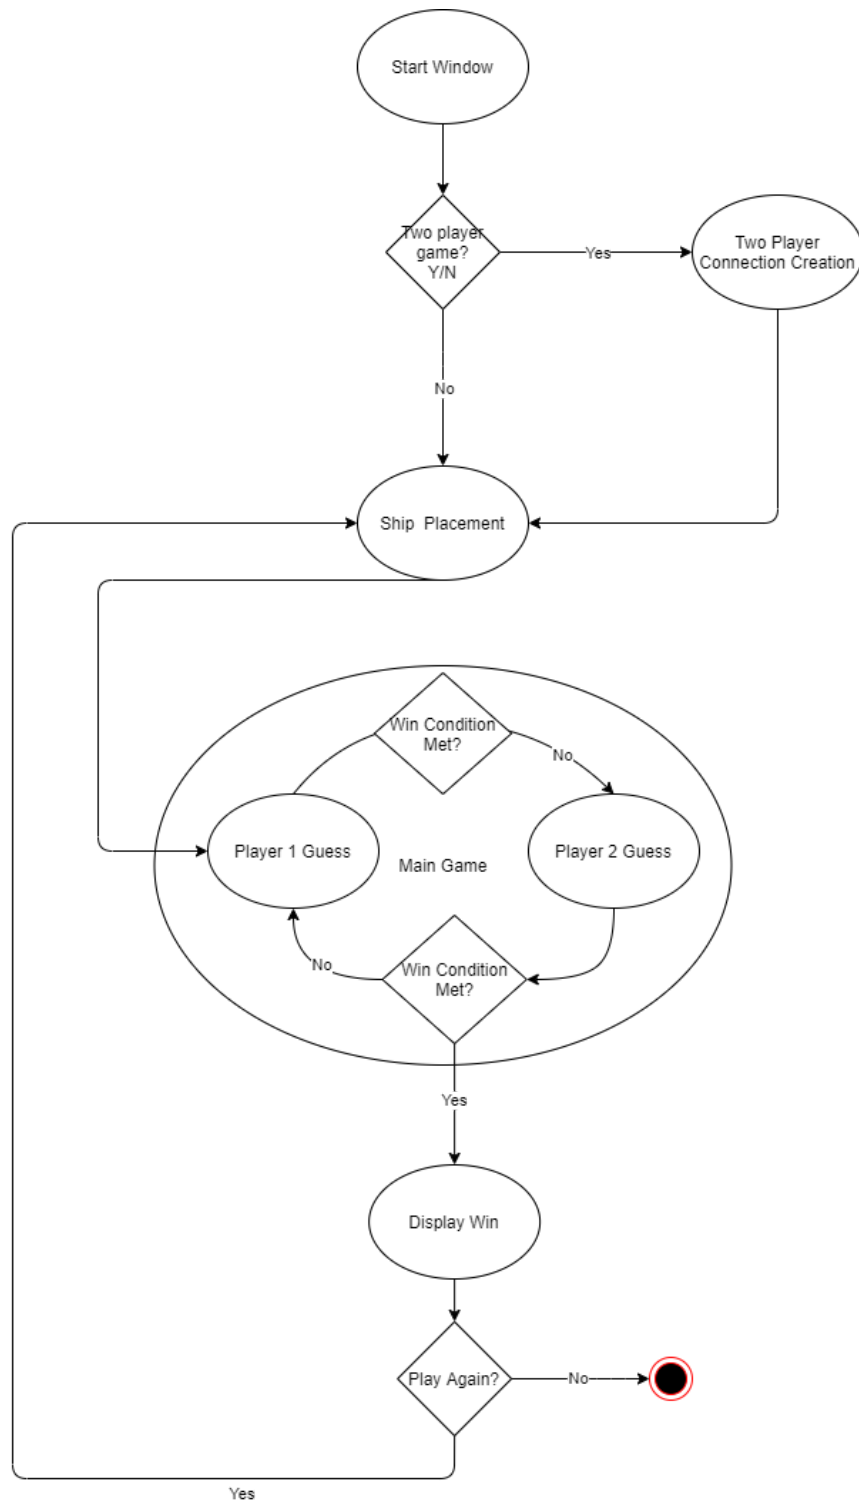 Start Window
Two player
game?
Y/N
Yes
Two Player
Connection Creation
No
Ship  Placement
Win Condition
Met?
No
Player 1 Guess
Player 2 Guess
Main Game
No
Win Condition
Met?
Yes
Display Win
Play Again?
No
Yes